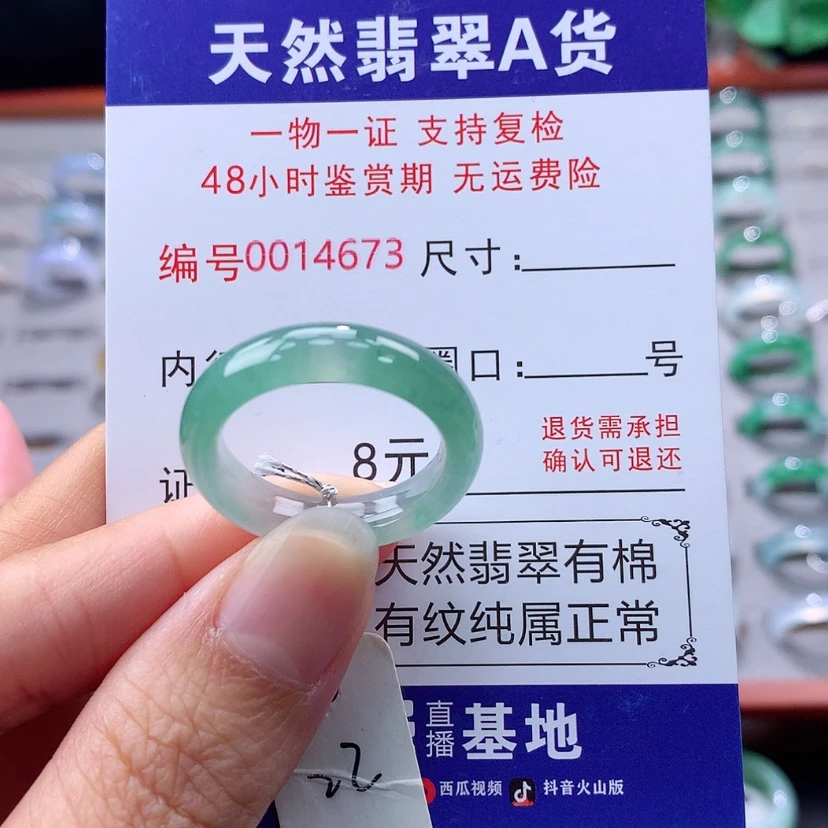 天然翡翠A货
一物一证 支持复检
48小时鉴赏期 无运费险
编号0014673 尺寸:
内 口: 号
8元
退货需承担
确认可退还
天然翡翠有棉
有纹纯属正常
直播基地
西瓜视频 抖音火山版